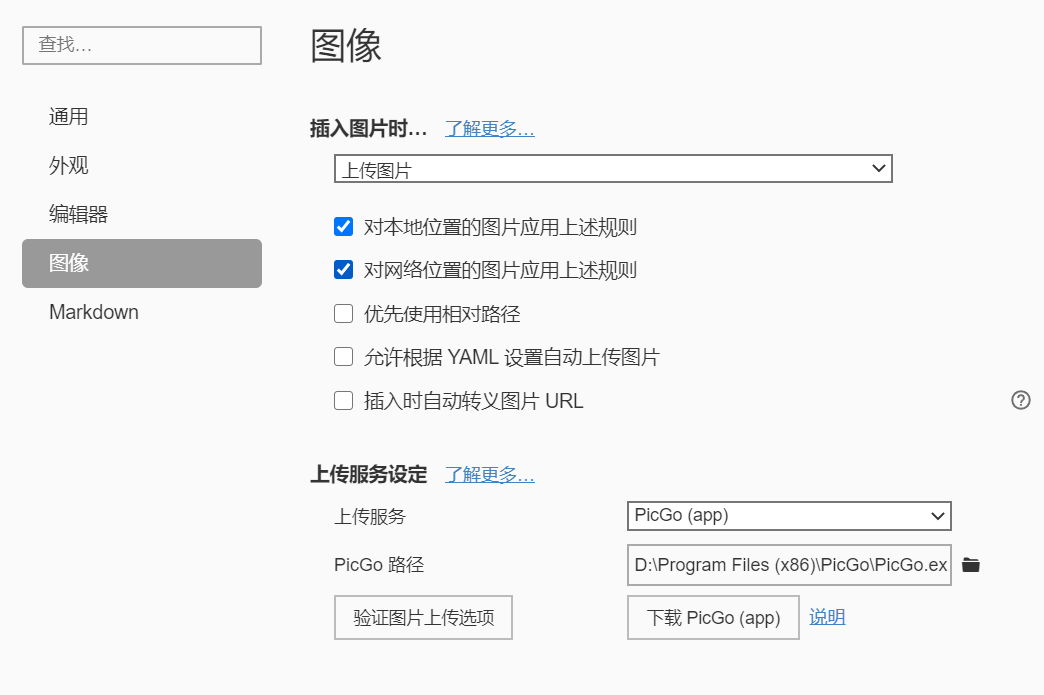 查找…
图像
通用
外观
编辑器
图像
Markdown
插入图片时… 了解更多…
上传图片
对本地位置的图片应用上述规则
对网络位置的图片应用上述规则
优先使用相对路径
允许根据 YAML 设置自动上传图片
插入时自动转义图片 URL
?
上传服务设定 了解更多…
上传服务 PicGo (app)
PicGo 路径 D:\Program Files (x86)\PicGo\PicGo.ex
验证图片上传选项 下载 PicGo (app) 说明